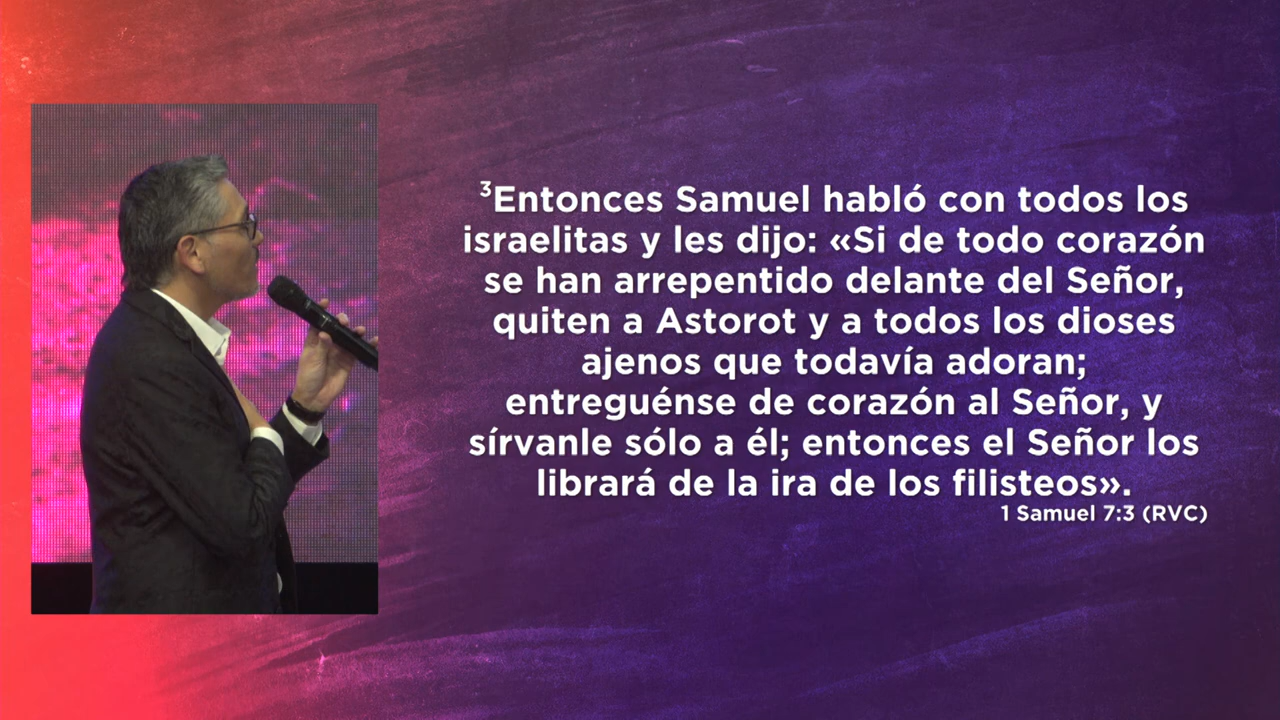 ³Entonces Samuel habló con todos los
israelitas y les dijo: «Si de todo corazón
se han arrepentido delante del Señor,
quiten a Astorot y a todos los dioses
ajenos que todavía adoran;
entreguénse de corazón al Señor, y
sírvanle sólo a él; entonces el Señor los
librará de la ira de los filisteos».
1 Samuel 7:3 (RVC)